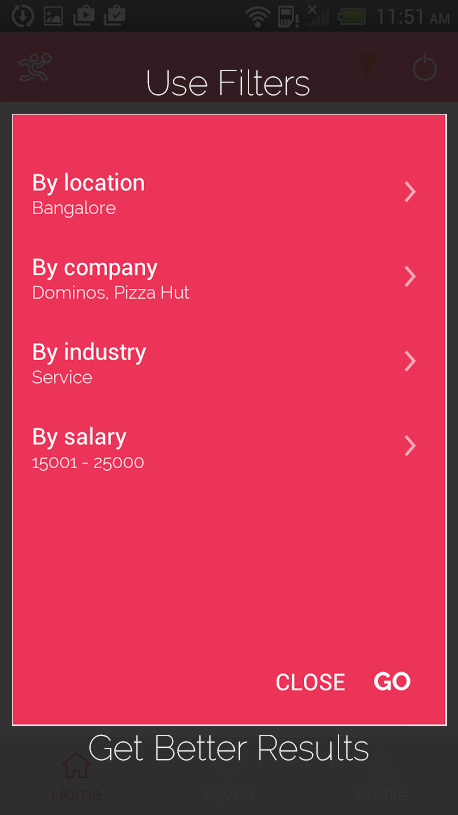 11:51 AM
Use Filters
By location
Bangalore
By company
Dominos, Pizza Hut
By industry
Service
By salary
15001 - 25000
CLOSE GO
Get Better Results
Home Saved Profile